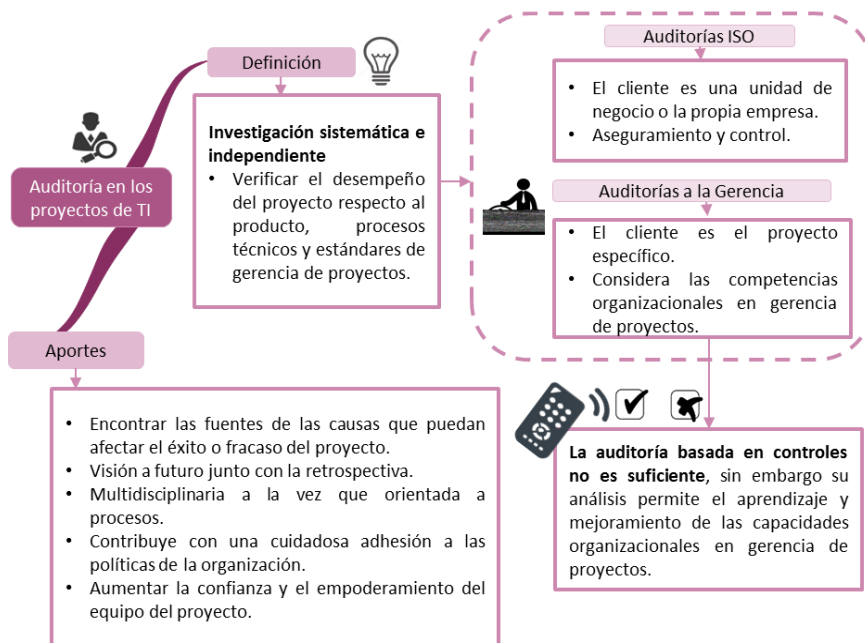 Auditoría en los
proyectos de TI
Definición
Investigación sistemática e
independiente
• Verificar el desempeño
del proyecto respecto al
producto, procesos
técnicos y estándares de
gerencia de proyectos.
Auditorías ISO
• El cliente es una unidad de
negocio o la propia empresa.
• Aseguramiento y control.
Auditorías a la Gerencia
• El cliente es el proyecto
específico.
• Considera las competencias
organizacionales en gerencia
de proyectos.
La auditoría basada en controles
no es suficiente, sin embargo su
análisis permite el aprendizaje y
mejoramiento de las capacidades
organizacionales en gerencia de
proyectos.
Aportes
• Encontrar las fuentes de las causas que puedan
afectar el éxito o fracaso del proyecto.
• Visión a futuro junto con la retrospectiva.
• Multidisciplinaria a la vez que orientada a
procesos.
• Contribuye con una cuidadosa adhesión a las
políticas de la organización.
• Aumentar la confianza y el empoderamiento del
equipo del proyecto.